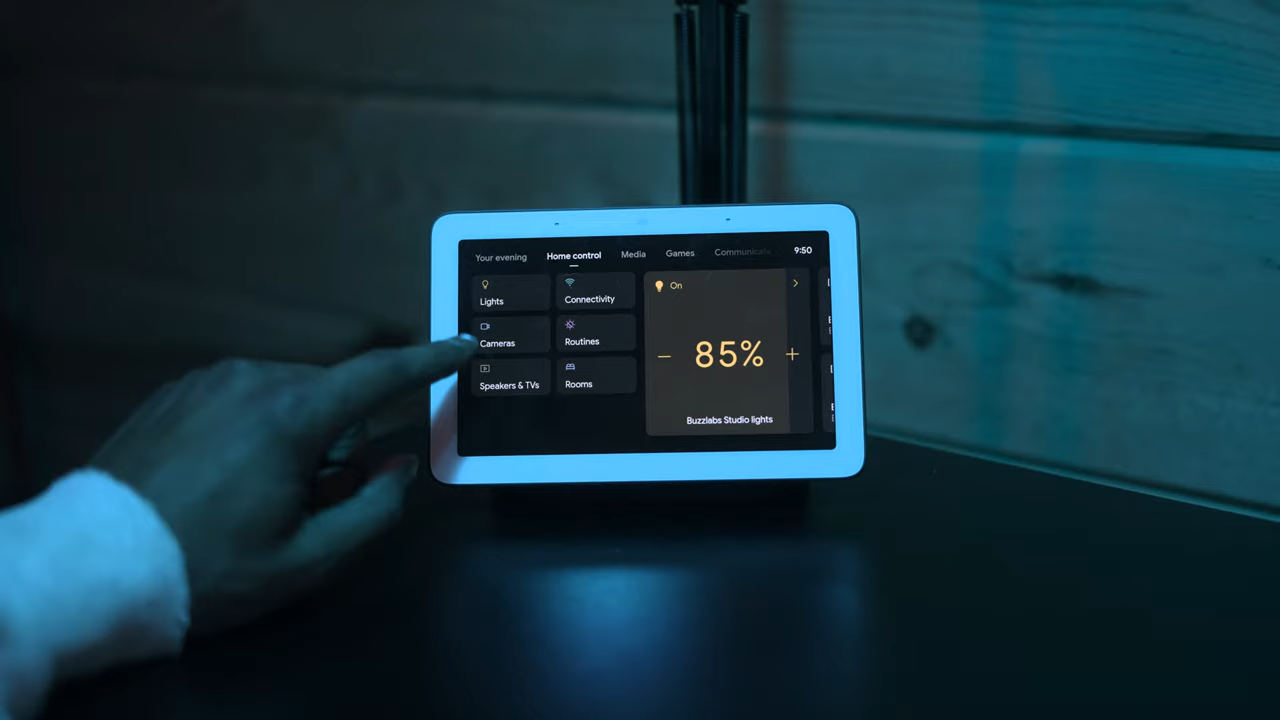 Your evening Home control Media Games Communicate 9:50
Lights
Connectivity
Cameras
Routines
Speakers & TVs
Rooms
On
85%
Buzzlabs Studio lights